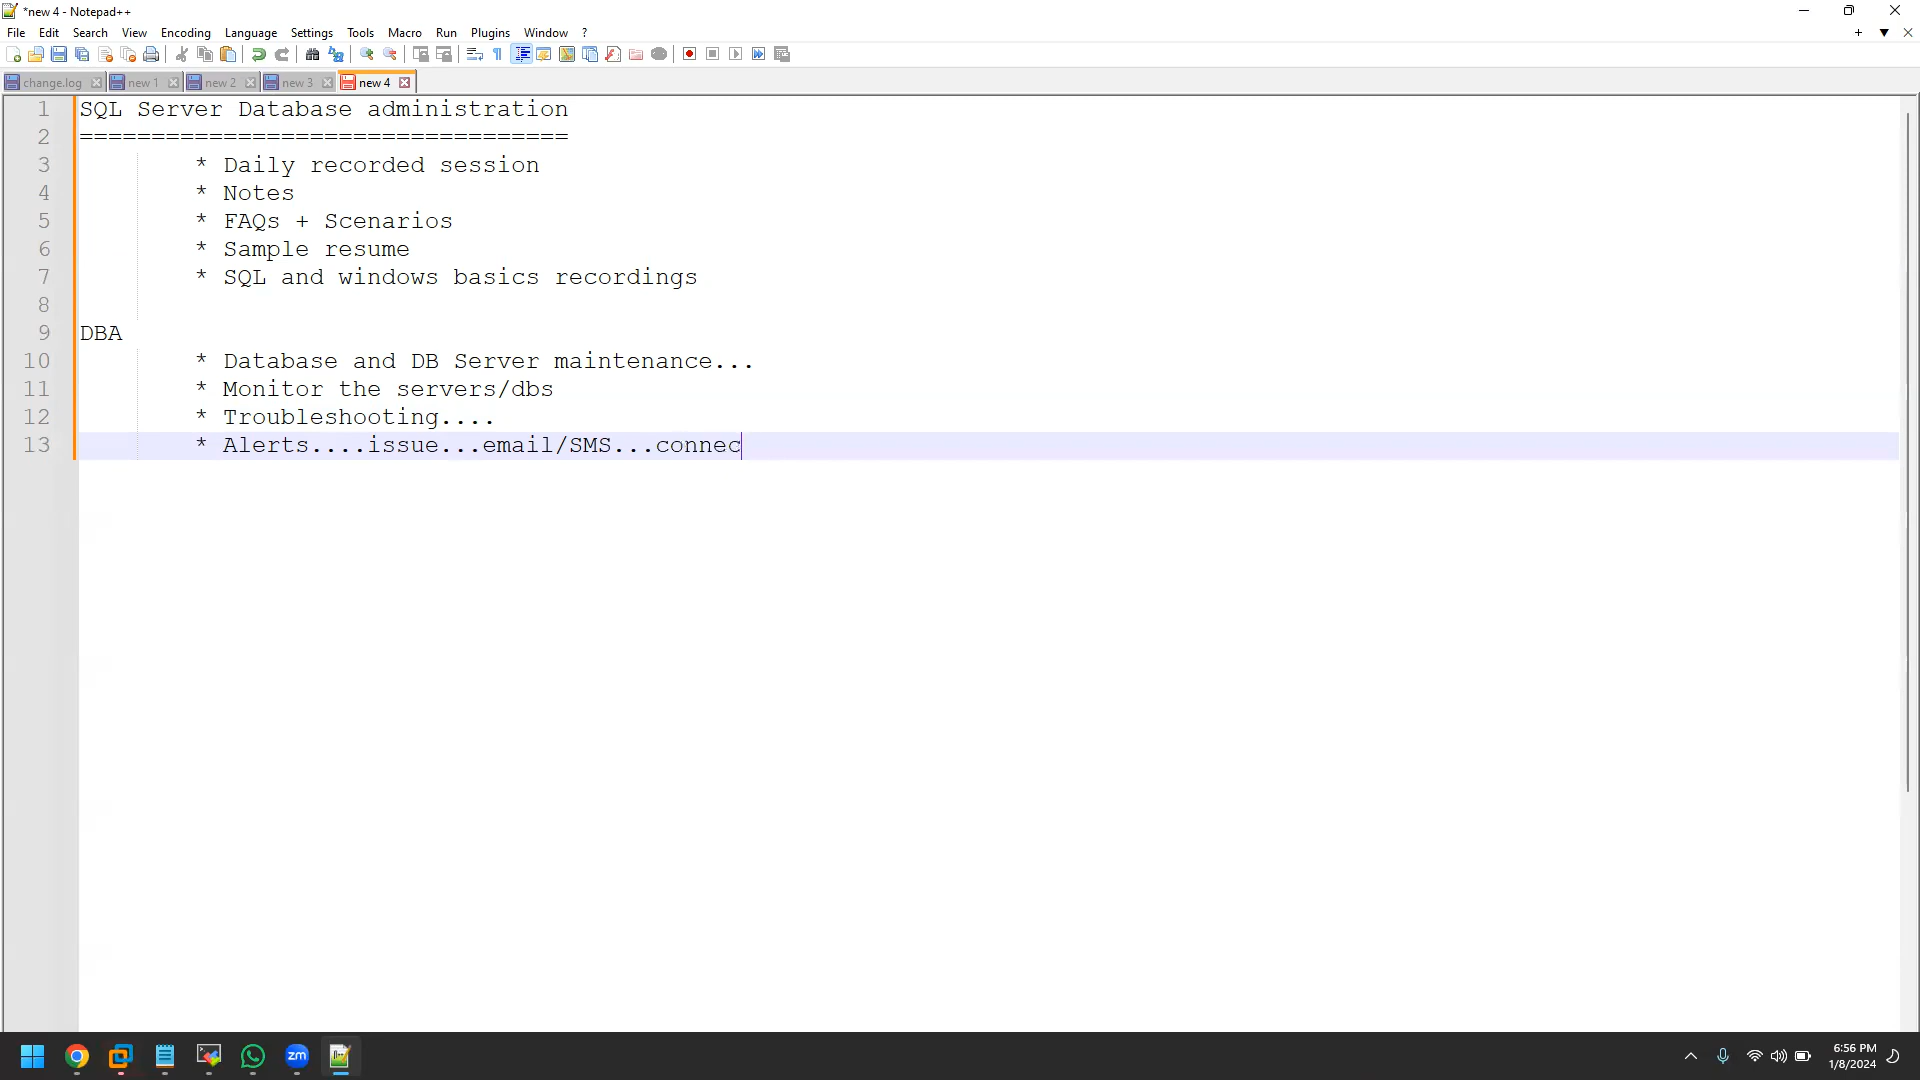 *new 4 - Notepad++
File Edit Search View Encoding Language Settings Tools Macro Run Plugins Window ?
change.log new 1 new 2 new 3 new 4
1 SQL Server Database administration
2 ==================================
3 * Daily recorded session
4 * Notes
5 * FAQs + Scenarios
6 * Sample resume
7 * SQL and windows basics recordings
8
9 DBA
10 * Database and DB Server maintenance...
11 * Monitor the servers/dbs
12 * Troubleshooting....
13 * Alerts....issue...email/SMS...connec
zm
6:56 PM
1/8/2024